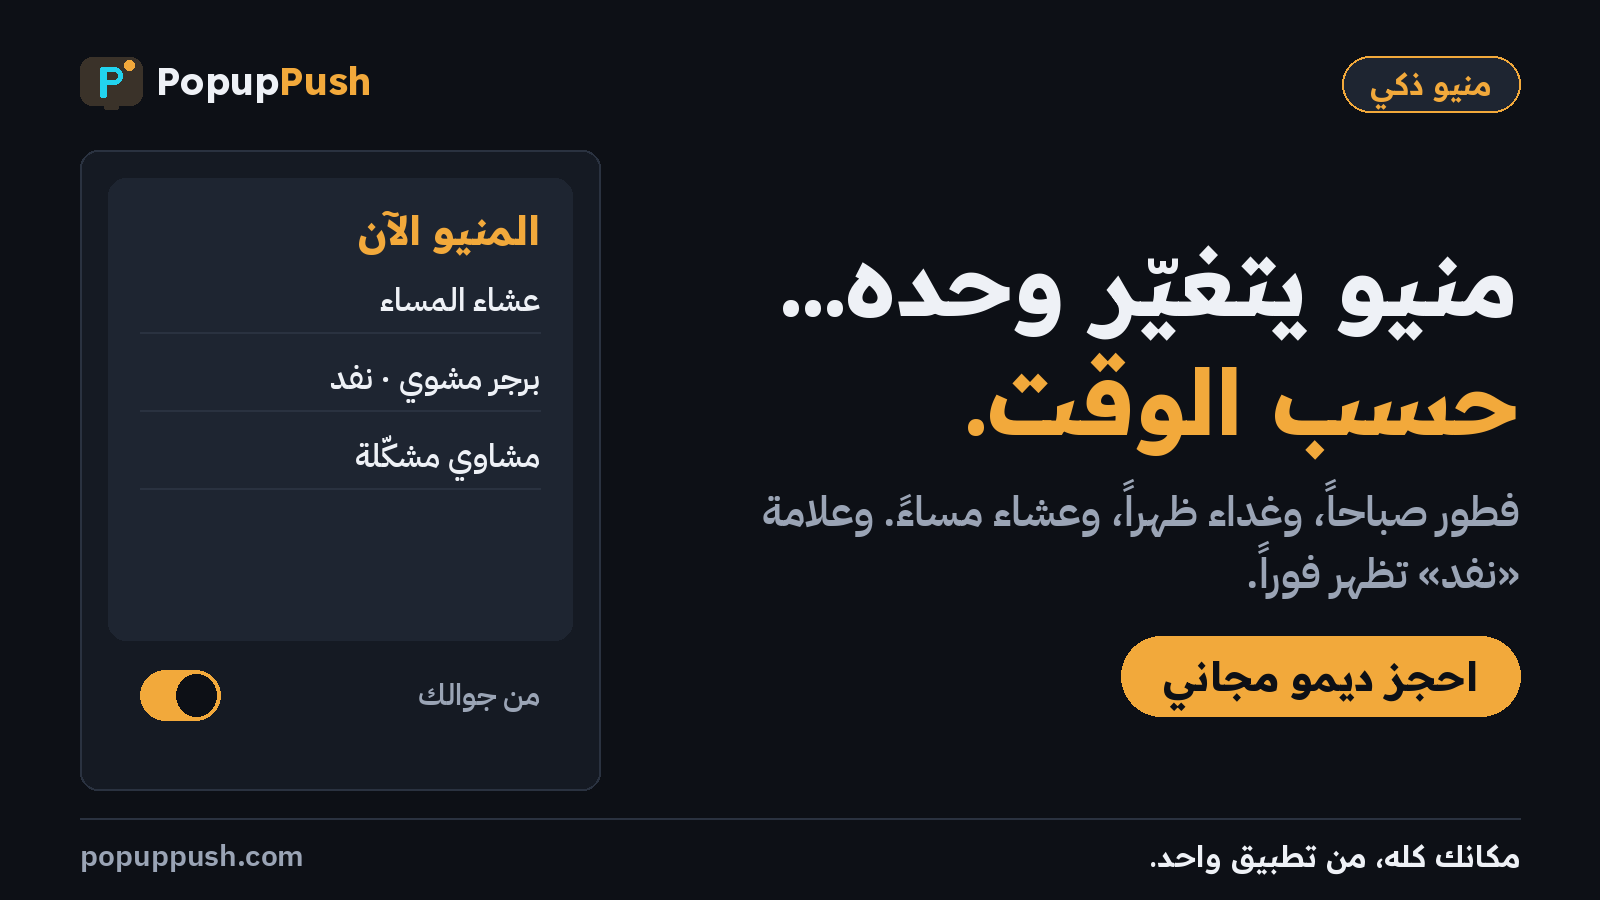 PopupPush
منيو ذكي
منيو يتغيّر وحده...
حسب الوقت.
فطور صباحاً، وغداء ظهراً، وعشاء مساءً. وعلامة
«نفد» تظهر فوراً.
احجز ديمو مجاني
المنيو الآن
عشاء المساء
برجر مشوي · نفد
مشاوي مشكّلة
من جوالك
مكانك كله، من تطبيق واحد.
popuppush.com